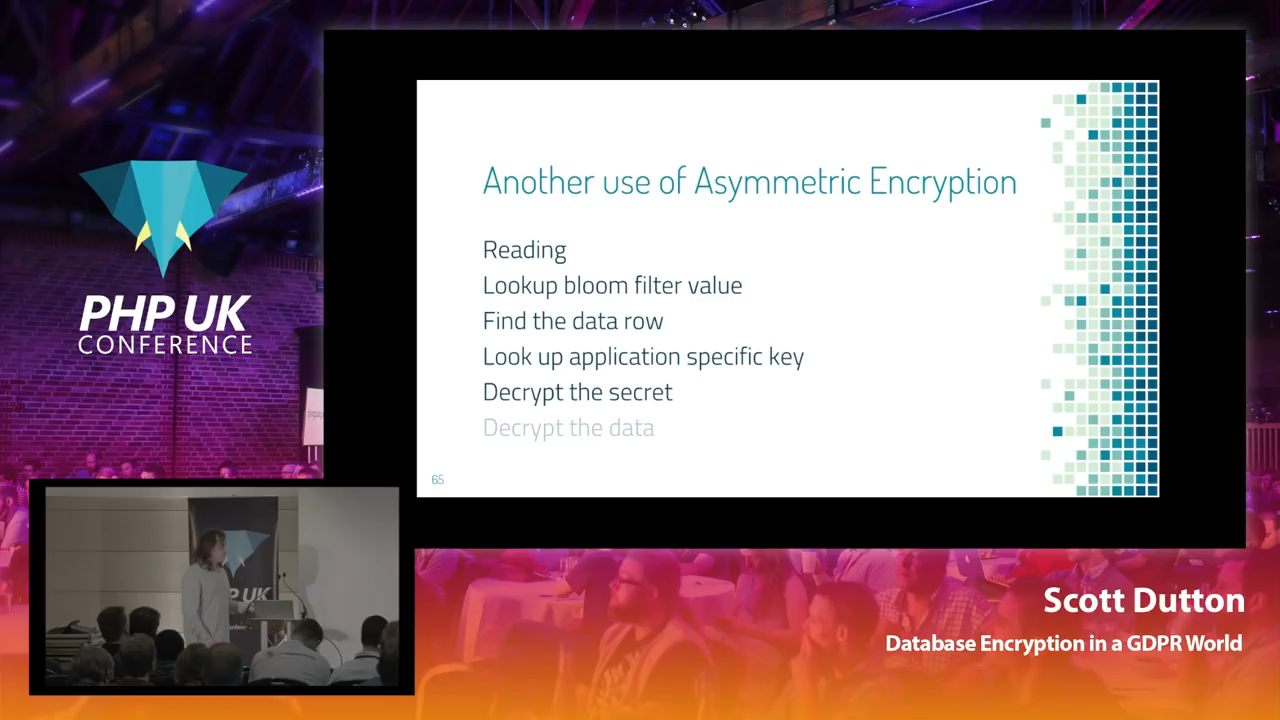 PHP UK
CONFERENCE
Another use of Asymmetric Encryption
Reading
Lookup bloom filter value
Find the data row
Look up application specific key
Decrypt the secret
Decrypt the data
65
P UK
Scott Dutton
Database Encryption in a GDPR World